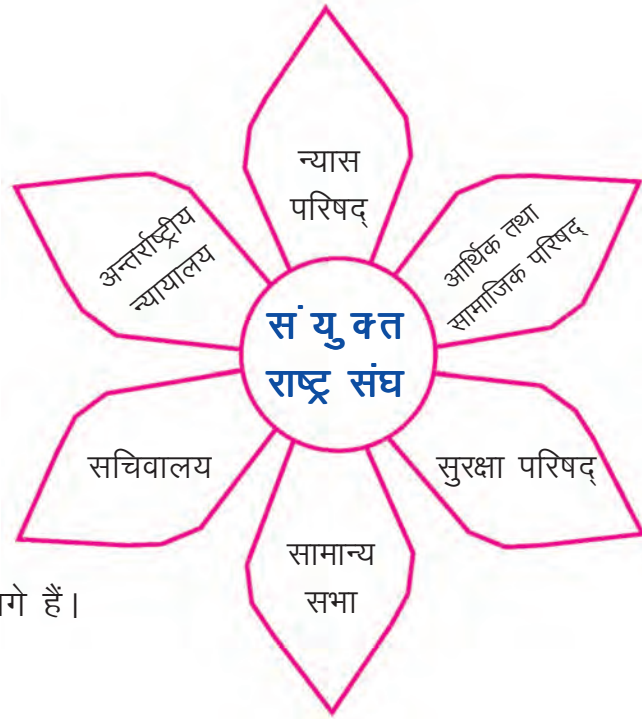 न्यास
परिषद्
आर्थिक तथा
सामाजिक परिषद्
अन्तर्राष्ट्रीय
न्यायालय
संयुक्त
राष्ट्र संघ
सचिवालय
सुरक्षा परिषद्
सामान्य
सभा
हैं।